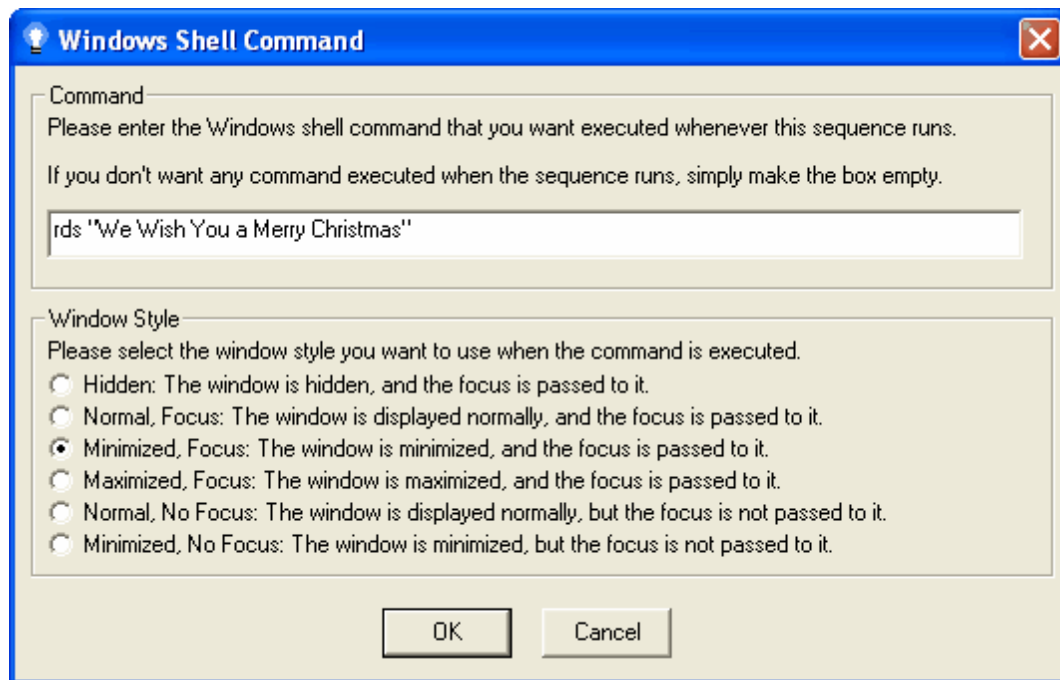 Windows Shell Command
Command
Please enter the Windows shell command that you want executed whenever this sequence runs.
If you don't want any command executed when the sequence runs, simply make the box empty.
rds "We Wish You a Merry Christmas"
Window Style
Please select the window style you want to use when the command is executed.
Hidden: The window is hidden, and the focus is passed to it.
Normal, Focus: The window is displayed normally, and the focus is passed to it.
Minimized, Focus: The window is minimized, and the focus is passed to it.
Maximized, Focus: The window is maximized, and the focus is passed to it.
Normal, No Focus: The window is displayed normally, but the focus is not passed to it.
Minimized, No Focus: The window is minimized, but the focus is not passed to it.
OK Cancel